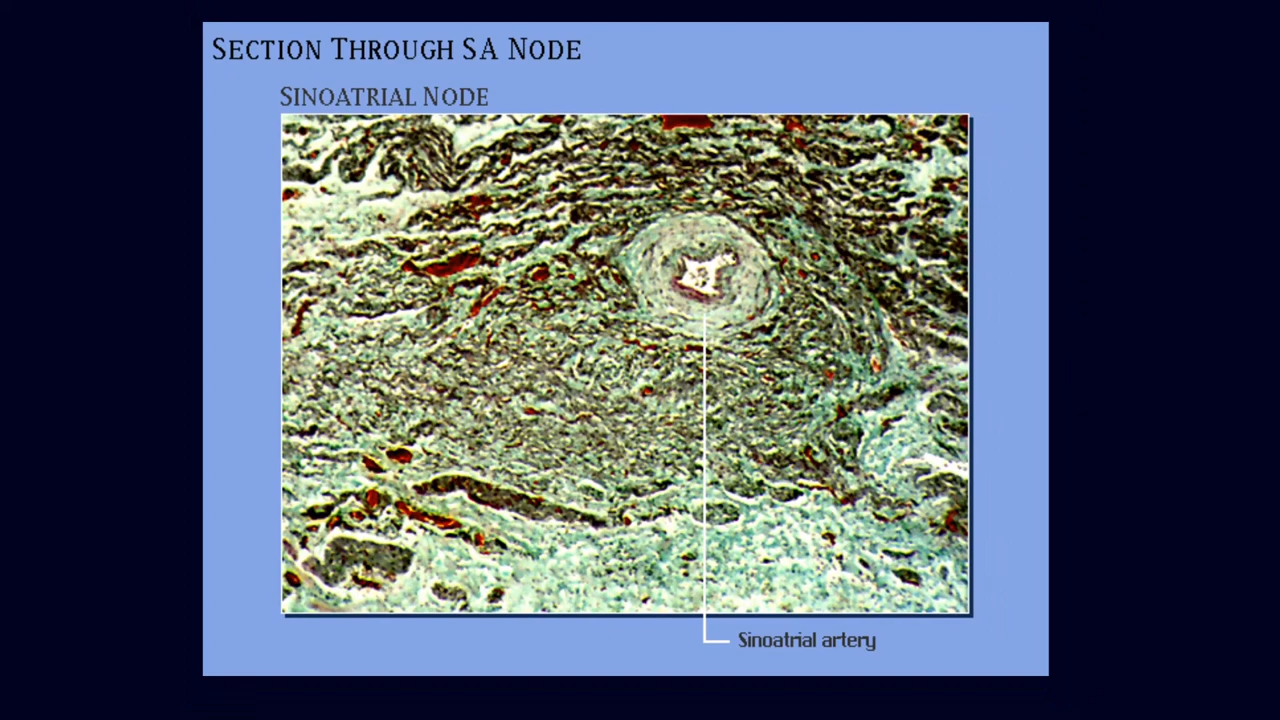 Section Through SA Node
Sinoatrial Node
Sinoatrial artery